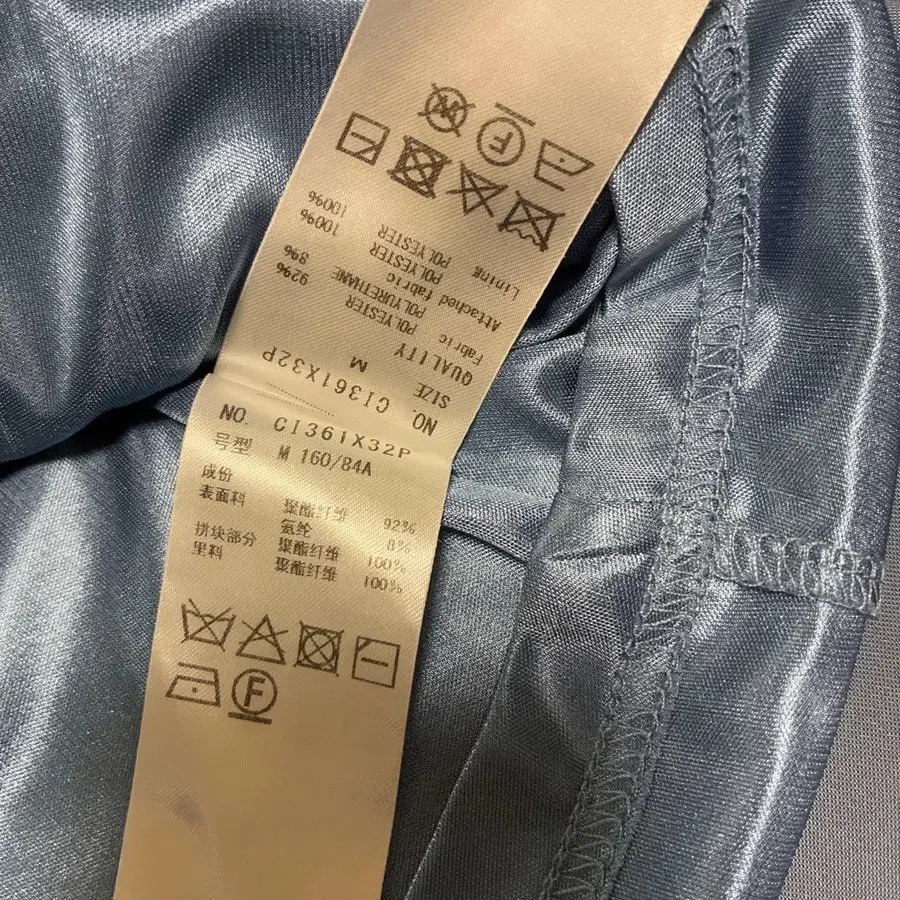 NO. CI361X32P
SIZE M
QUALITY
Fabric POLYESTER 92%
POLYURETHANE 8%
Attached fabric
POLYESTER 100%
Lining POLYESTER 100%
F
W
NO. CI361X32P
号型 M 160/84A
成份
表面料 聚酯纤维 92%
氨纶 8%
拼块部分 聚酯纤维 100%
里料 聚酯纤维 100%
F